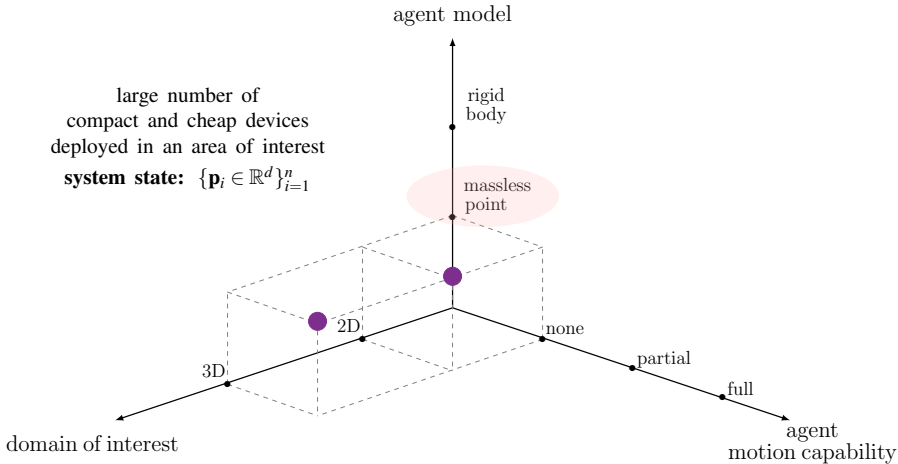 agent model
large number of
compact and cheap devices
deployed in an area of interest
system state: {p_i ∈ ℝ^d}_{i=1}^n
rigid
body
massless
point
2D
none
partial
3D
full
domain of interest
agent
motion capability